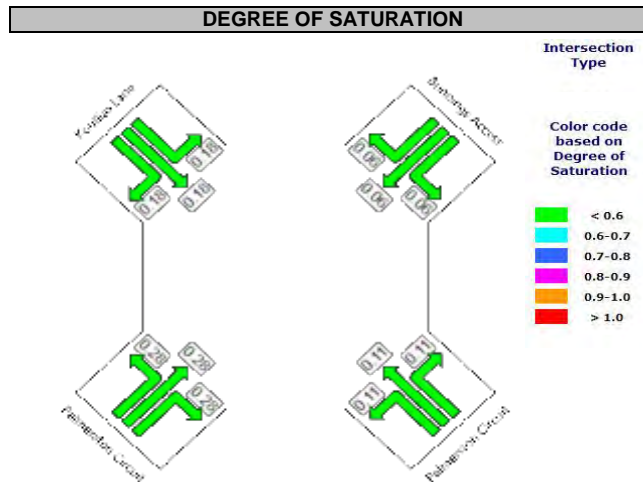 DEGREE OF SATURATION
Intersection
Type
Color code
based on
Degree of
Saturation
< 0.6
0.6-0.7
0.7-0.8
0.8-0.9
0.9-1.0
> 1.0
Lane
0.18
0.18
0.18
Access
0.06
0.06
0.06
0.28
0.28
0.28
Circuit
0.11
0.11
0.11
Circuit